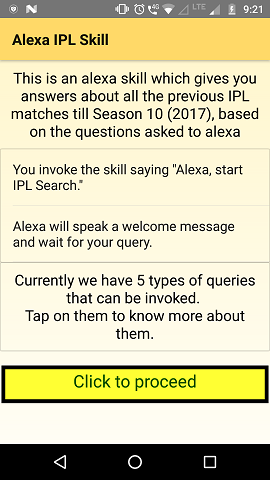 LTE 9:21
Alexa IPL Skill
This is an alexa skill which gives you
answers about all the previous IPL
matches till Season 10 (2017), based
on the questions asked to alexa
You invoke the skill saying "Alexa, start
IPL Search."
Alexa will speak a welcome message
and wait for your query.
Currently we have 5 types of queries
that can be invoked.
Tap on them to know more about
them.
Click to proceed